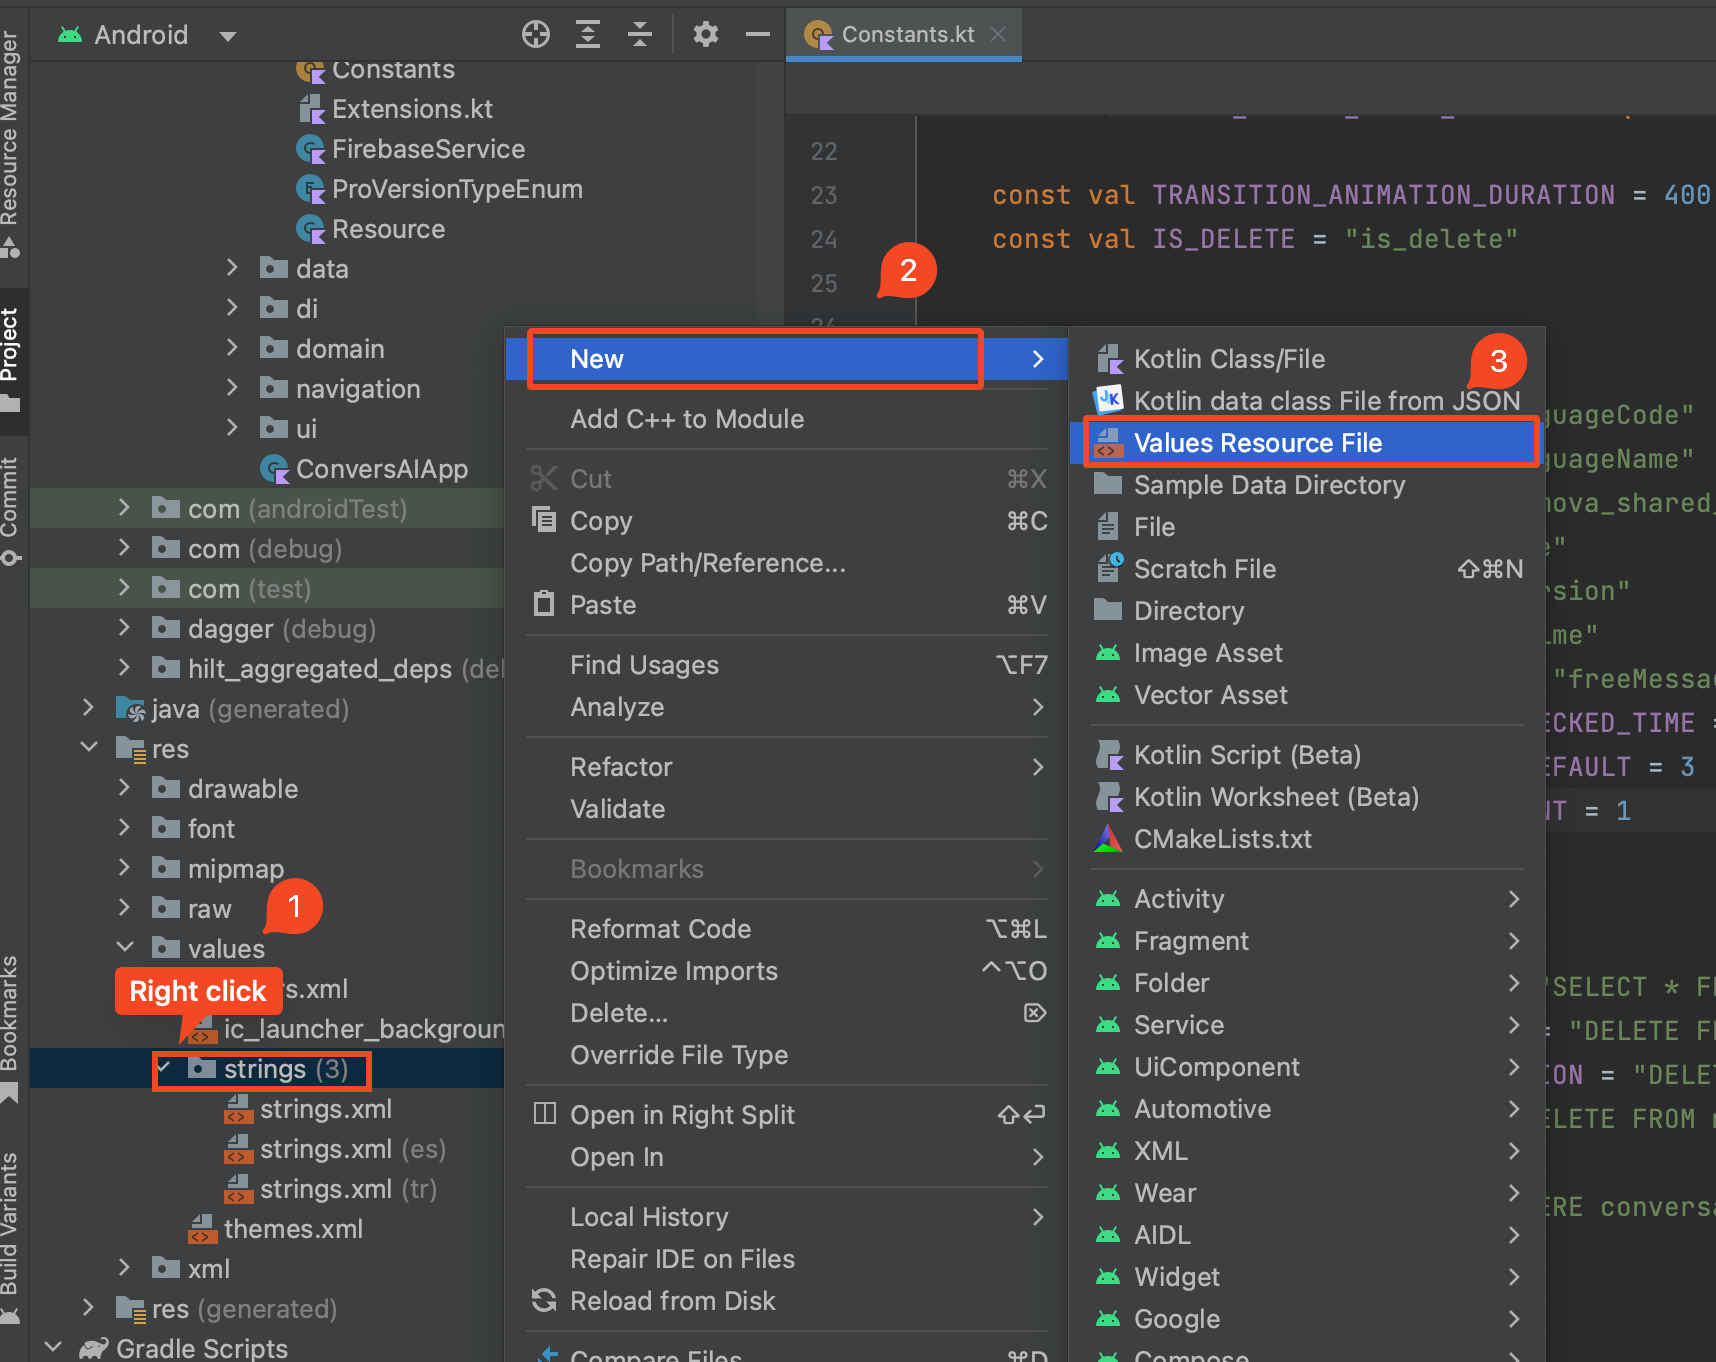 Android
Constants.kt
Resource Manager
Project
Commit
Bookmarks
Build Variants
Constants
Extensions.kt
FirebaseService
ProVersionTypeEnum
Resource
data
di
domain
navigation
ui
ConversAIApp
com (androidTest)
com (debug)
com (test)
dagger (debug)
hilt_aggregated_deps
java (generated)
res
drawable
font
mipmap
raw
1
values
Right click
s.xml
ic_launcher_backgroun
strings (3)
strings.xml
strings.xml (es)
strings.xml (tr)
themes.xml
xml
res (generated)
Gradle Scripts
22
23 const val TRANSITION_ANIMATION_DURATION = 400
24 const val IS_DELETE = "is_delete"
25
2
New
Add C++ to Module
Cut ⌘X
Copy ⌘C
Copy Path/Reference...
Paste ⌘V
Find Usages ⌥F7
Analyze
Refactor
Validate
Bookmarks
Reformat Code ⌥⌘L
Optimize Imports ^⌥O
Delete... ⌦
Override File Type
Open in Right Split ⇧↩
Open In
Local History
Repair IDE on Files
Reload from Disk
Compare Files ⌘D
3
Kotlin Class/File
Kotlin data class File from JSON
Values Resource File
Sample Data Directory
File
Scratch File ⇧⌘N
Directory
Image Asset
Vector Asset
Kotlin Script (Beta)
Kotlin Worksheet (Beta)
CMakeLists.txt
Activity
Fragment
Folder
Service
UiComponent
Automotive
XML
Wear
AIDL
Widget
Google
Compose
guageCode"
guageName"
nova_shared_
e"
rsion"
ime"
"freeMessa
ECKED_TIME =
EFAULT = 3
NT = 1
"SELECT * F
= "DELETE F
ION = "DELE
ELETE FROM
ERE convers